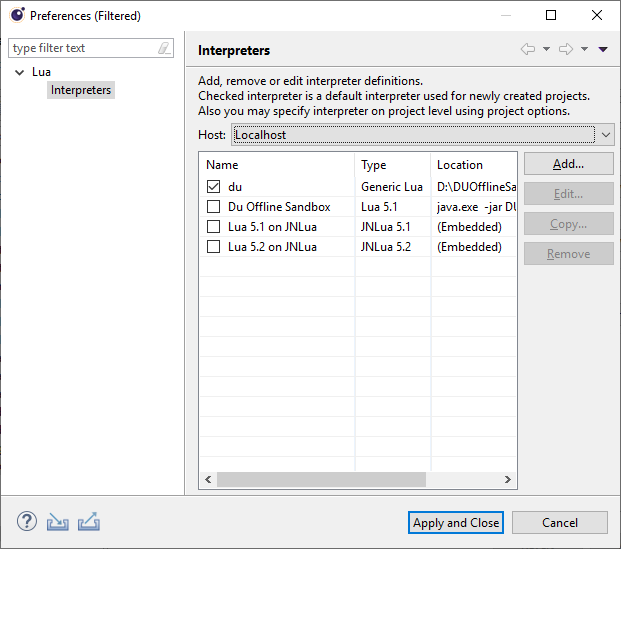 Preferences (Filtered)
type filter text
Lua
Interpreters
Interpreters
Add, remove or edit interpreter definitions.
Checked interpreter is a default interpreter used for newly created projects.
Also you may specify interpreter on project level using project options.
Host: Localhost
Name Type Location
du Generic Lua D:\DUOfflineSa
Du Offline Sandbox Lua 5.1 java.exe -jar DU
Lua 5.1 on JNLua JNLua 5.1 (Embedded)
Lua 5.2 on JNLua JNLua 5.2 (Embedded)
Add...
Edit...
Copy...
Remove
Apply and Close
Cancel